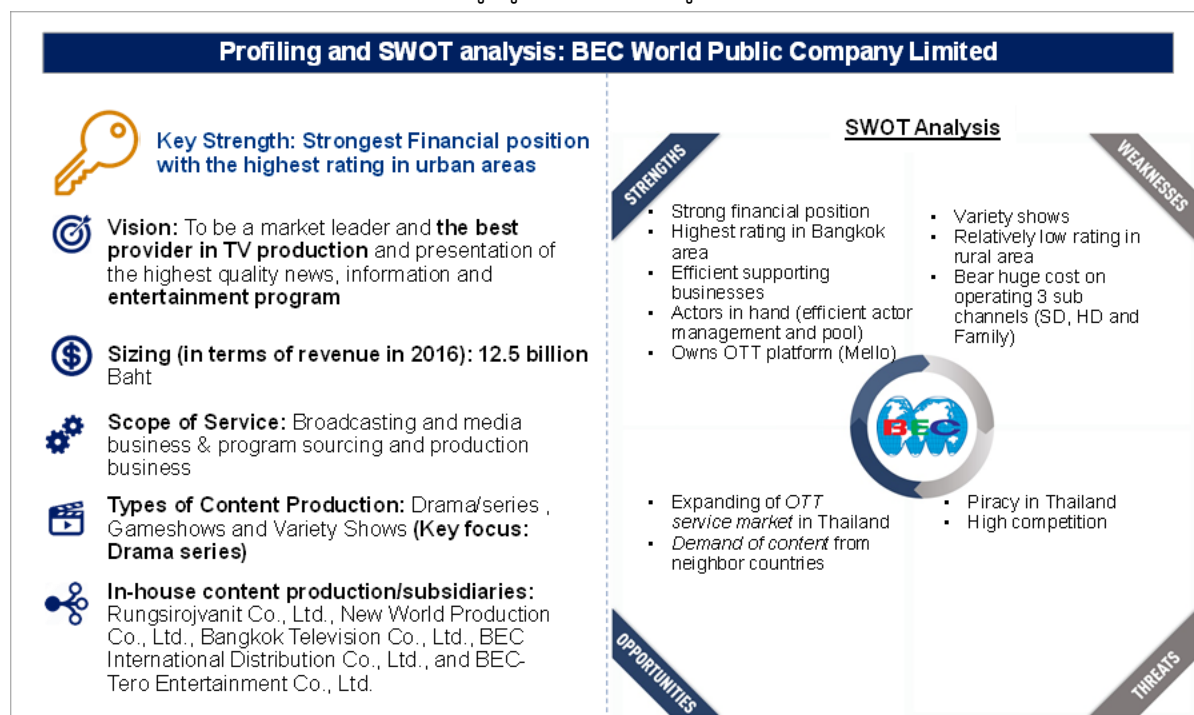 Profiling and SWOT analysis: BEC World Public Company Limited
Key Strength: Strongest Financial position
with the highest rating in urban areas
Vision: To be a market leader and the best
provider in TV production and presentation of
the highest quality news, information and
entertainment program
Sizing (in terms of revenue in 2016): 12.5 billion
Baht
Scope of Service: Broadcasting and media
business & program sourcing and production
business
Types of Content Production: Drama/series ,
Gameshows and Variety Shows (Key focus:
Drama series)
In-house content production/subsidiaries:
Rungsirojvanit Co., Ltd., New World Production
Co., Ltd., Bangkok Television Co., Ltd., BEC
International Distribution Co., Ltd., and BEC-
Tero Entertainment Co., Ltd.
SWOT Analysis
STRENGTHS
▪ Strong financial position
▪ Highest rating in Bangkok
area
▪ Efficient supporting
businesses
▪ Actors in hand (efficient actor
management and pool)
▪ Owns OTT platform (Mello)
WEAKNESSES
▪ Variety shows
▪ Relatively low rating in
rural area
▪ Bear huge cost on
operating 3 sub
channels (SD, HD and
Family)
BEC
▪ Expanding of OTT
service market in Thailand
▪ Demand of content from
neighbor countries
OPPORTUNITIES
▪ Piracy in Thailand
▪ High competition
THREATS